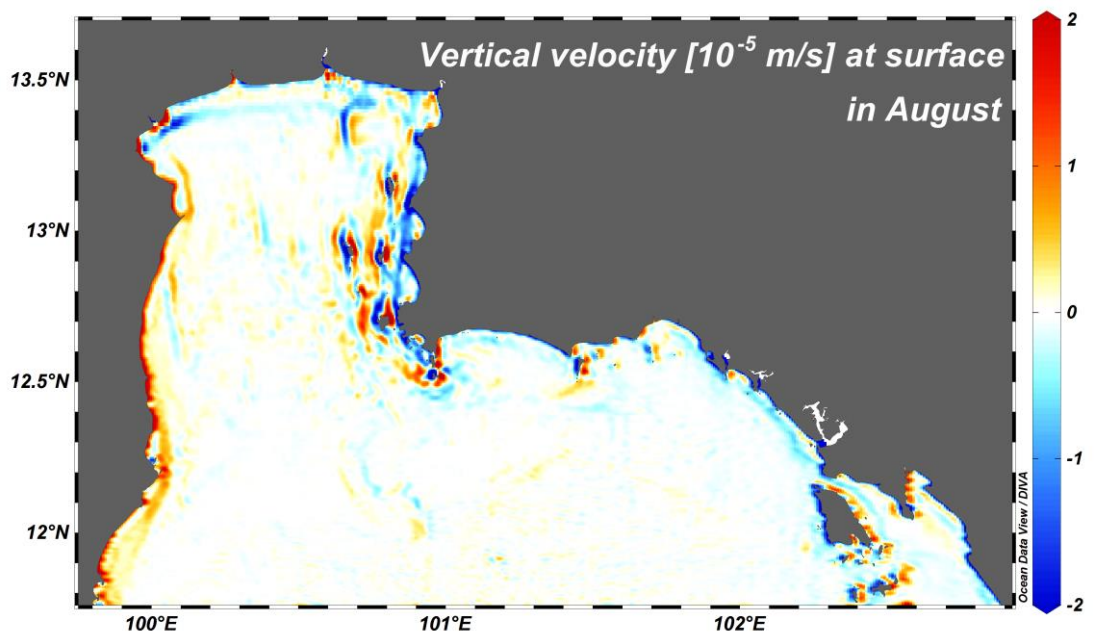 Vertical velocity [10⁻⁵ m/s] at surface
in August
13.5°N
13°N
12.5°N
12°N
100°E
101°E
102°E
2
1
0
-1
-2
Ocean Data View / DIVA